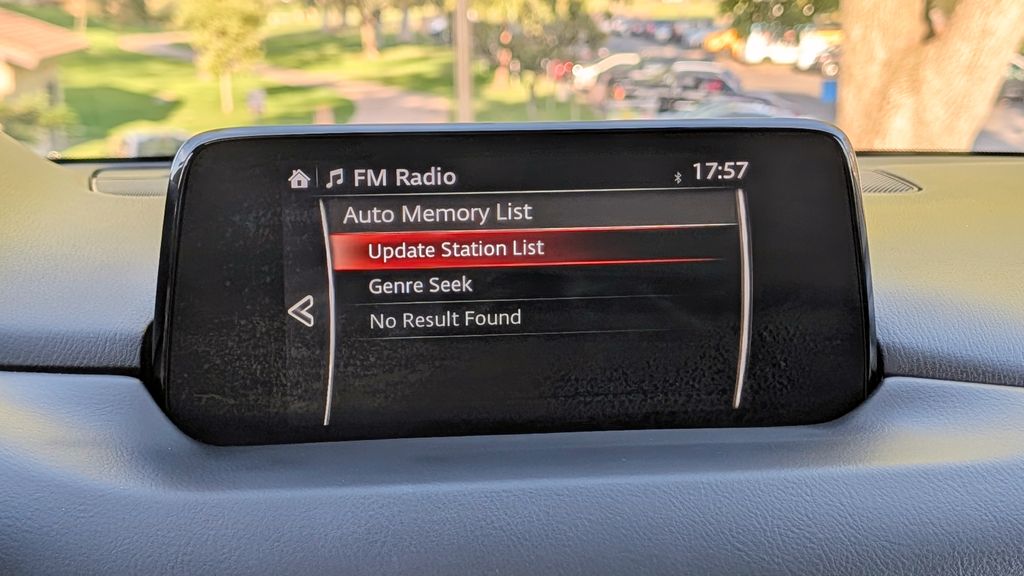 FM Radio 17:57
Auto Memory List
Update Station List
Genre Seek
No Result Found